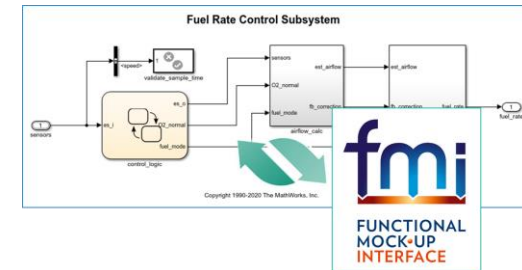 Fuel Rate Control Subsystem
<speed>
validate_sample_time
sensors
es_o
est_airflow
est_airflow
O2_normal
O2_normal
es_i
1
sensors
fuel_mode
fuel_mode
fb_correction
fb_correction
fuel_rate
1
fuel_rate
airflow_calc
control_logic
Copyright 1990-2020 The MathWorks, Inc.
fmi
FUNCTIONAL
MOCK-UP
INTERFACE